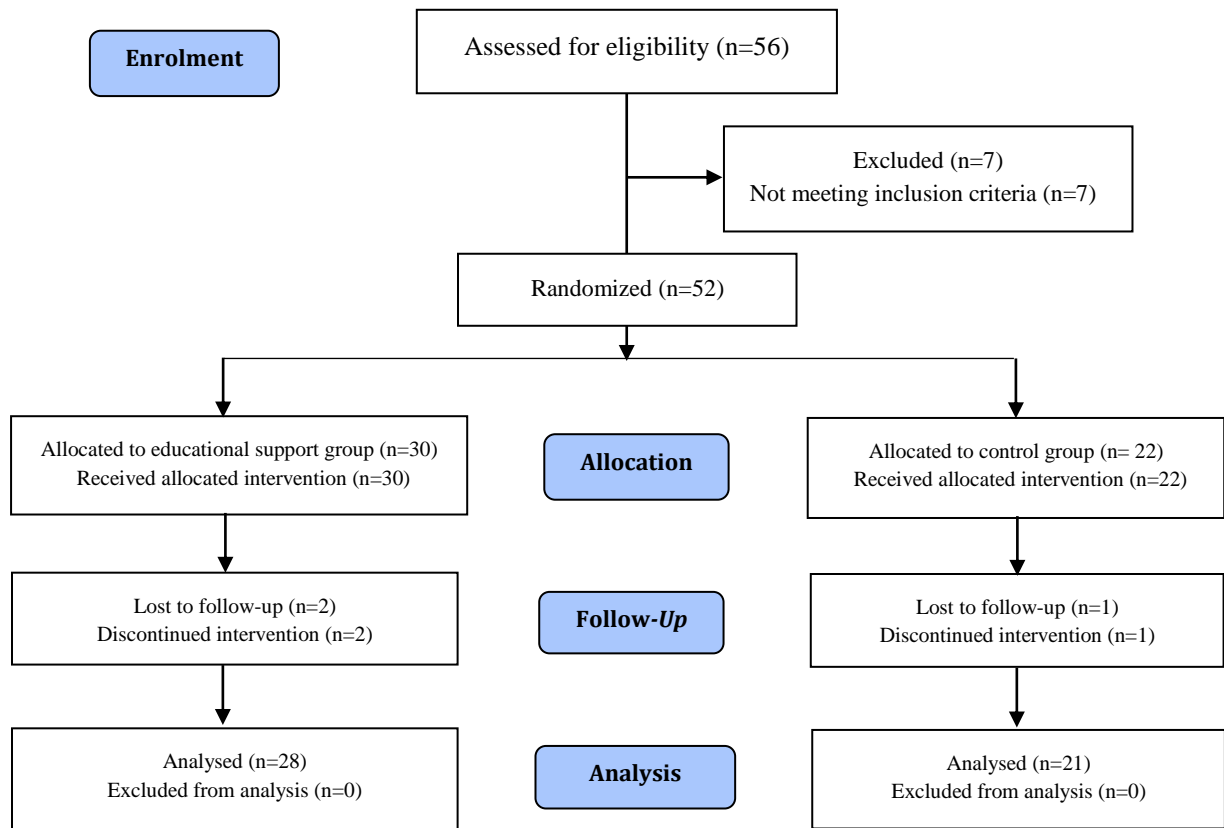 Enrolment
Assessed for eligibility (n=56)
Excluded (n=7)
Not meeting inclusion criteria (n=7)
Randomized (n=52)
Allocated to educational support group (n=30)
Received allocated intervention (n=30)
Allocation
Allocated to control group (n= 22)
Received allocated intervention (n=22)
Lost to follow-up (n=2)
Discontinued intervention (n=2)
Follow-Up
Lost to follow-up (n=1)
Discontinued intervention (n=1)
Analysed (n=28)
Excluded from analysis (n=0)
Analysis
Analysed (n=21)
Excluded from analysis (n=0)